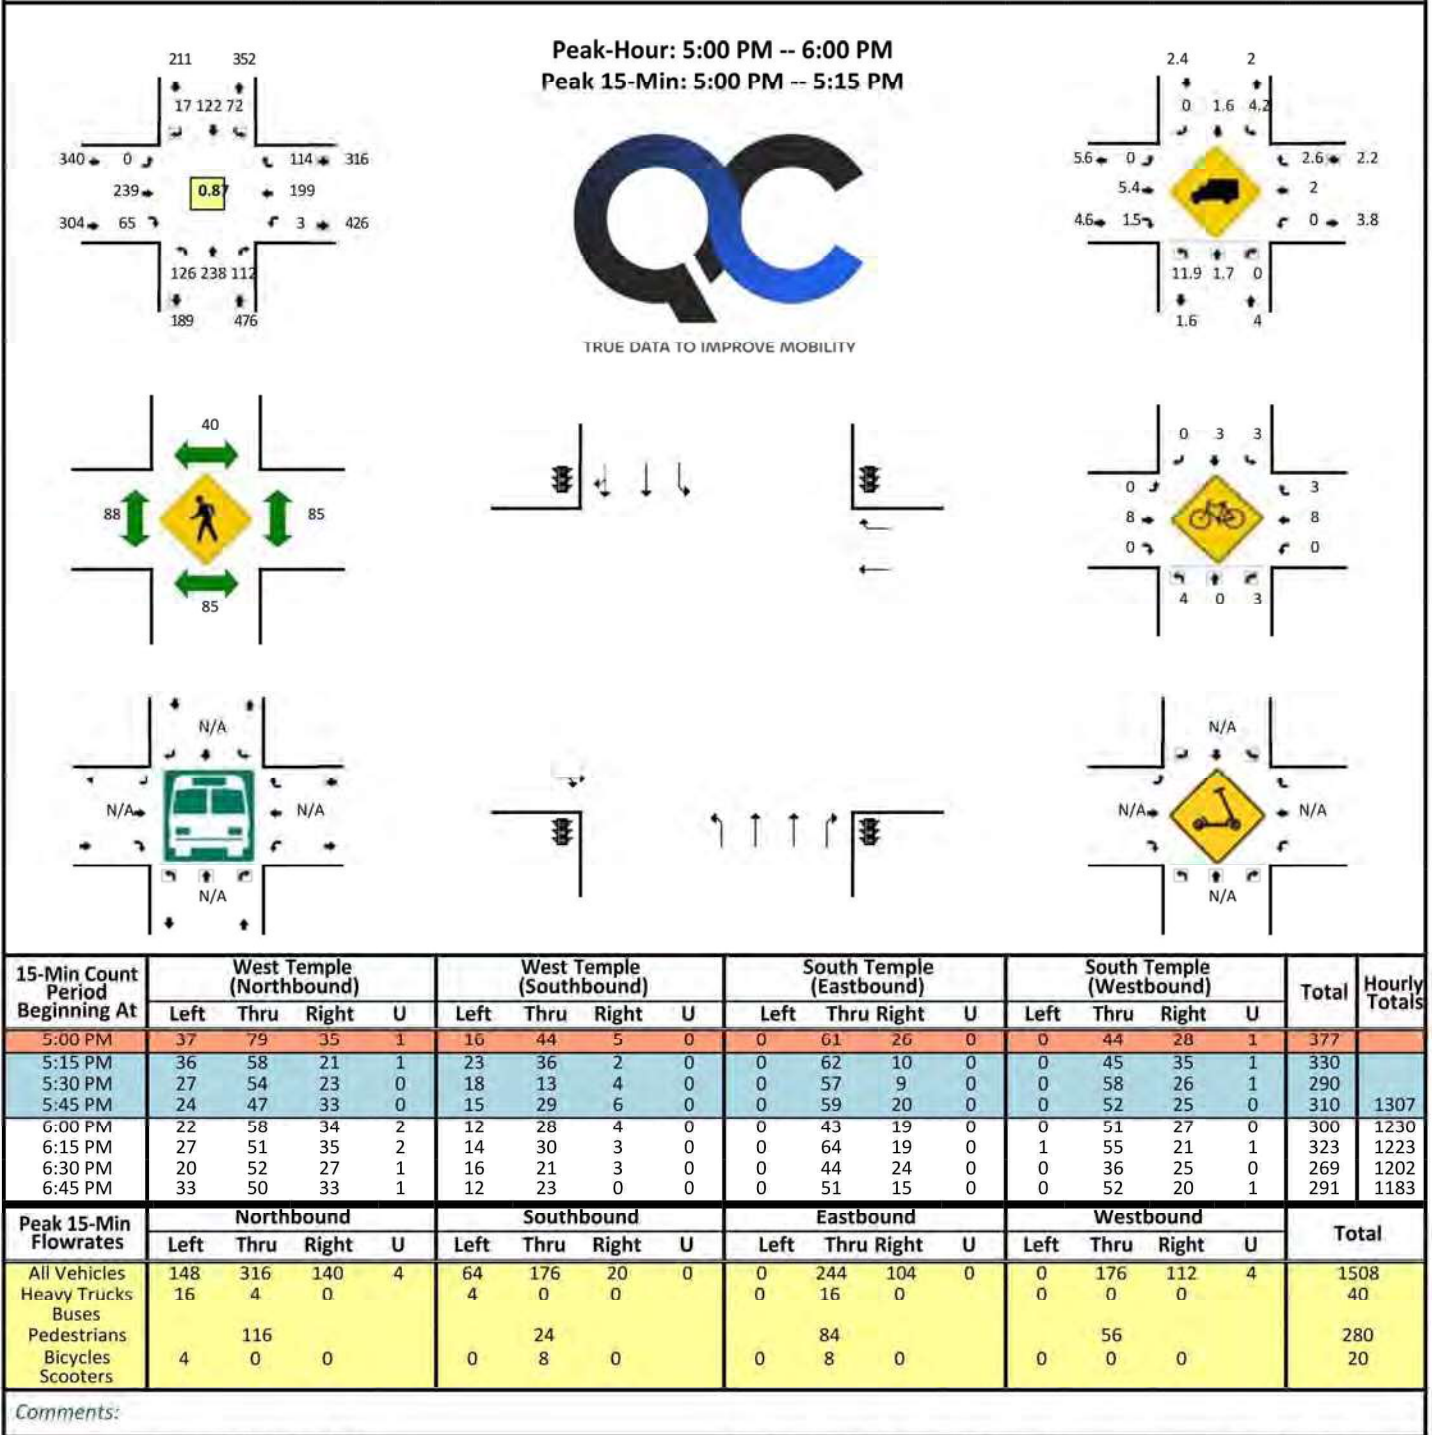 Peak-Hour: 5:00 PM -- 6:00 PM
Peak 15-Min: 5:00 PM -- 5:15 PM
211 352
17 122 72
340 0 114 316
239 0.87 199
304 65 3 426
126 238 112
189 476
QC
TRUE DATA TO IMPROVE MOBILITY
2.4 2
0 1.6 4.2
5.6 0 2.6 2.2
5.4 2
4.6 1.5 0 3.8
11.9 1.7 0
1.6 4
40
88 85
85
0 3 3
0 3
8 8
0 0
4 0 3
N/A
N/A N/A
N/A
N/A
N/A N/A
N/A
15-Min Count Period Beginning At West Temple (Northbound) West Temple (Southbound) South Temple (Eastbound) South Temple (Westbound) Total Hourly Totals
Left Thru Right U Left Thru Right U Left Thru Right U Left Thru Right U
5:00 PM 37 79 35 1 16 44 5 0 0 61 26 0 0 44 28 1 377
5:15 PM 36 58 21 1 23 36 2 0 0 62 10 0 0 45 35 1 330
5:30 PM 27 54 23 0 18 13 4 0 0 57 9 0 0 58 26 1 290
5:45 PM 24 47 33 0 15 29 6 0 0 59 20 0 0 52 25 0 310 1307
6:00 PM 22 58 34 2 12 28 4 0 0 43 19 0 0 51 27 0 300 1230
6:15 PM 27 51 35 2 14 30 3 0 0 64 19 0 1 55 21 1 323 1223
6:30 PM 20 52 27 1 16 21 3 0 0 44 24 0 0 36 25 0 269 1202
6:45 PM 33 50 33 1 12 23 0 0 0 51 15 0 0 52 20 1 291 1183
Peak 15-Min Flowrates Northbound Southbound Eastbound Westbound Total
Left Thru Right U Left Thru Right U Left Thru Right U Left Thru Right U
All Vehicles 148 316 140 4 64 176 20 0 0 244 104 0 0 176 112 4 1508
Heavy Trucks 16 4 0 4 0 0 0 16 0 0 0 0 40
Buses
Pedestrians 116 24 84 56 280
Bicycles 4 0 0 0 8 0 0 8 0 0 0 0 20
Scooters
Comments: